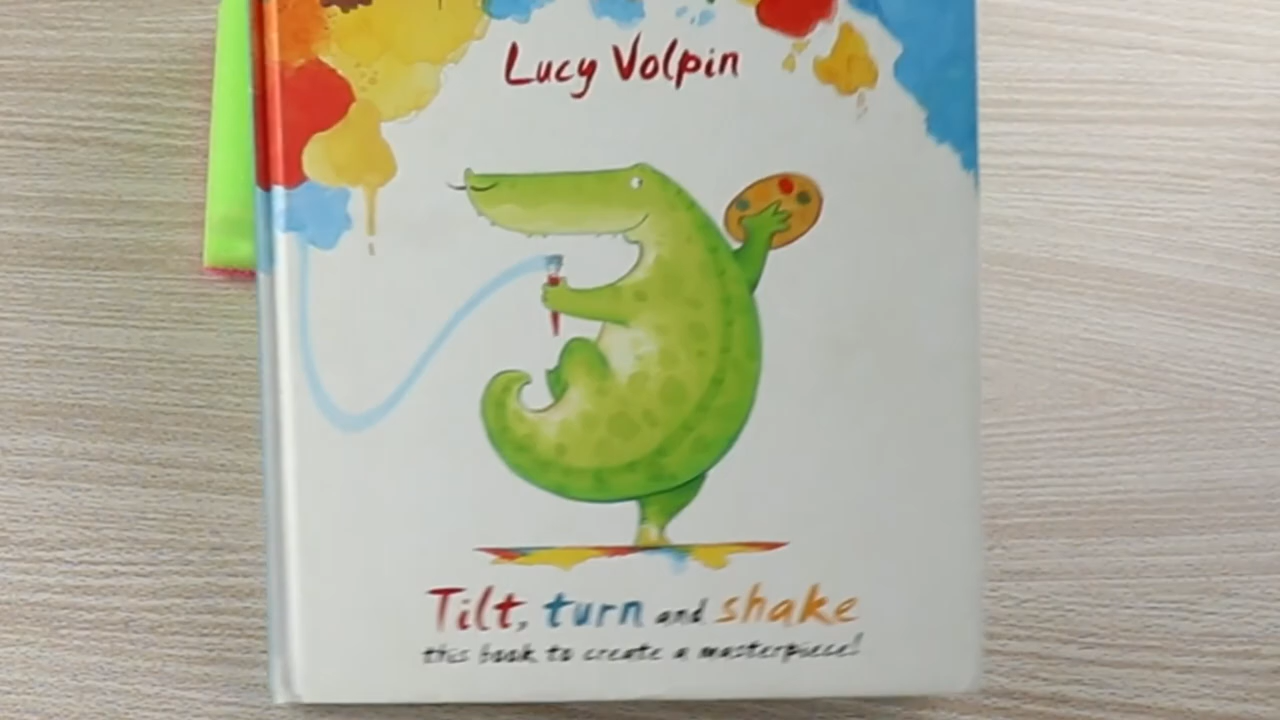 Lucy Volpin
Tilt, turn and shake
this book to create a masterpiece!